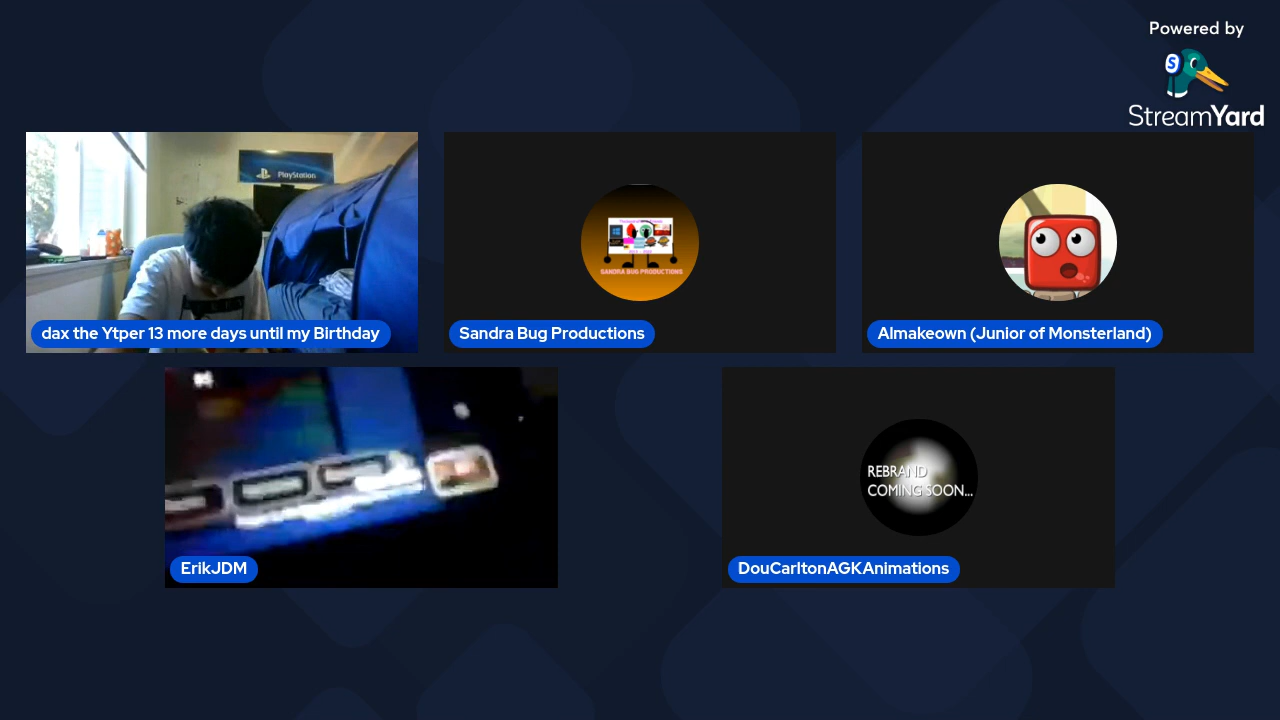 Powered by
S
StreamYard
PlayStation
dax the Ytper 13 more days until my Birthday
Sandra Bug Productions
SANDRA BUG PRODUCTIONS
Almakeown (Junior of Monsterland)
ErikJDM
REBRAND
COMING SOON...
DouCarltonAGKAnimations